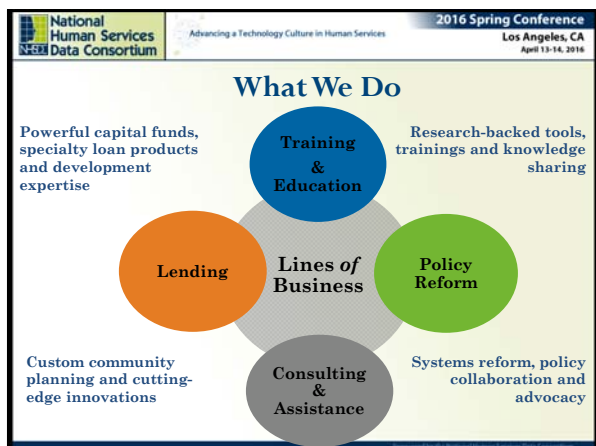 National
Human Services
NHSDC Data Consortium
Advancing a Technology Culture in Human Services
2016 Spring Conference
Los Angeles, CA
April 13-14, 2016
What We Do
Powerful capital funds,
specialty loan products
and development
expertise
Training
&
Education
Research-backed tools,
trainings and knowledge
sharing
Lending
Lines of
Business
Policy
Reform
Custom community
planning and cutting-
edge innovations
Consulting
&
Assistance
Systems reform, policy
collaboration and
advocacy